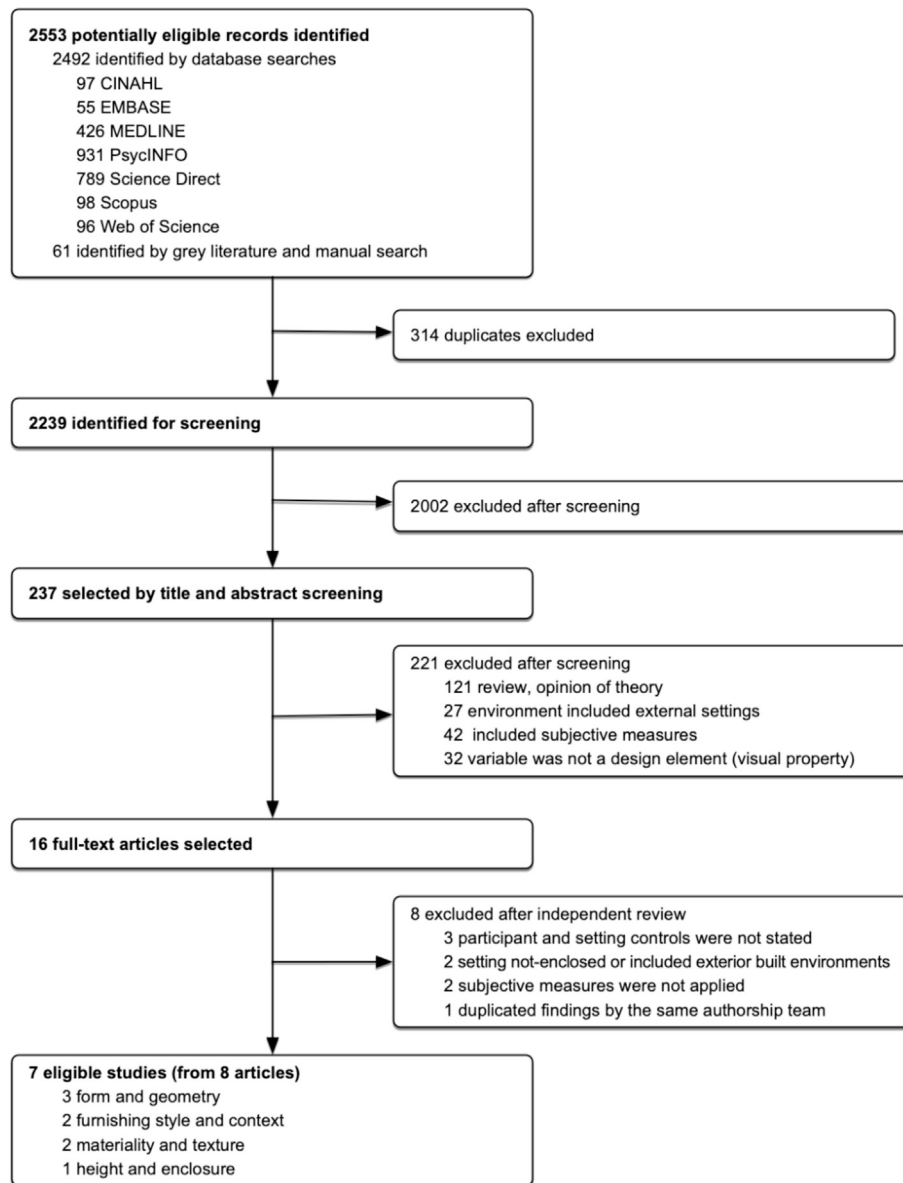 2553 potentially eligible records identified
2492 identified by database searches
97 CINAHL
55 EMBASE
426 MEDLINE
931 PsycINFO
789 Science Direct
98 Scopus
96 Web of Science
61 identified by grey literature and manual search
314 duplicates excluded
2239 identified for screening
2002 excluded after screening
237 selected by title and abstract screening
221 excluded after screening
121 review, opinion of theory
27 environment included external settings
42 included subjective measures
32 variable was not a design element (visual property)
16 full-text articles selected
8 excluded after independent review
3 participant and setting controls were not stated
2 setting not-enclosed or included exterior built environments
2 subjective measures were not applied
1 duplicated findings by the same authorship team
7 eligible studies (from 8 articles)
3 form and geometry
2 furnishing style and context
2 materiality and texture
1 height and enclosure